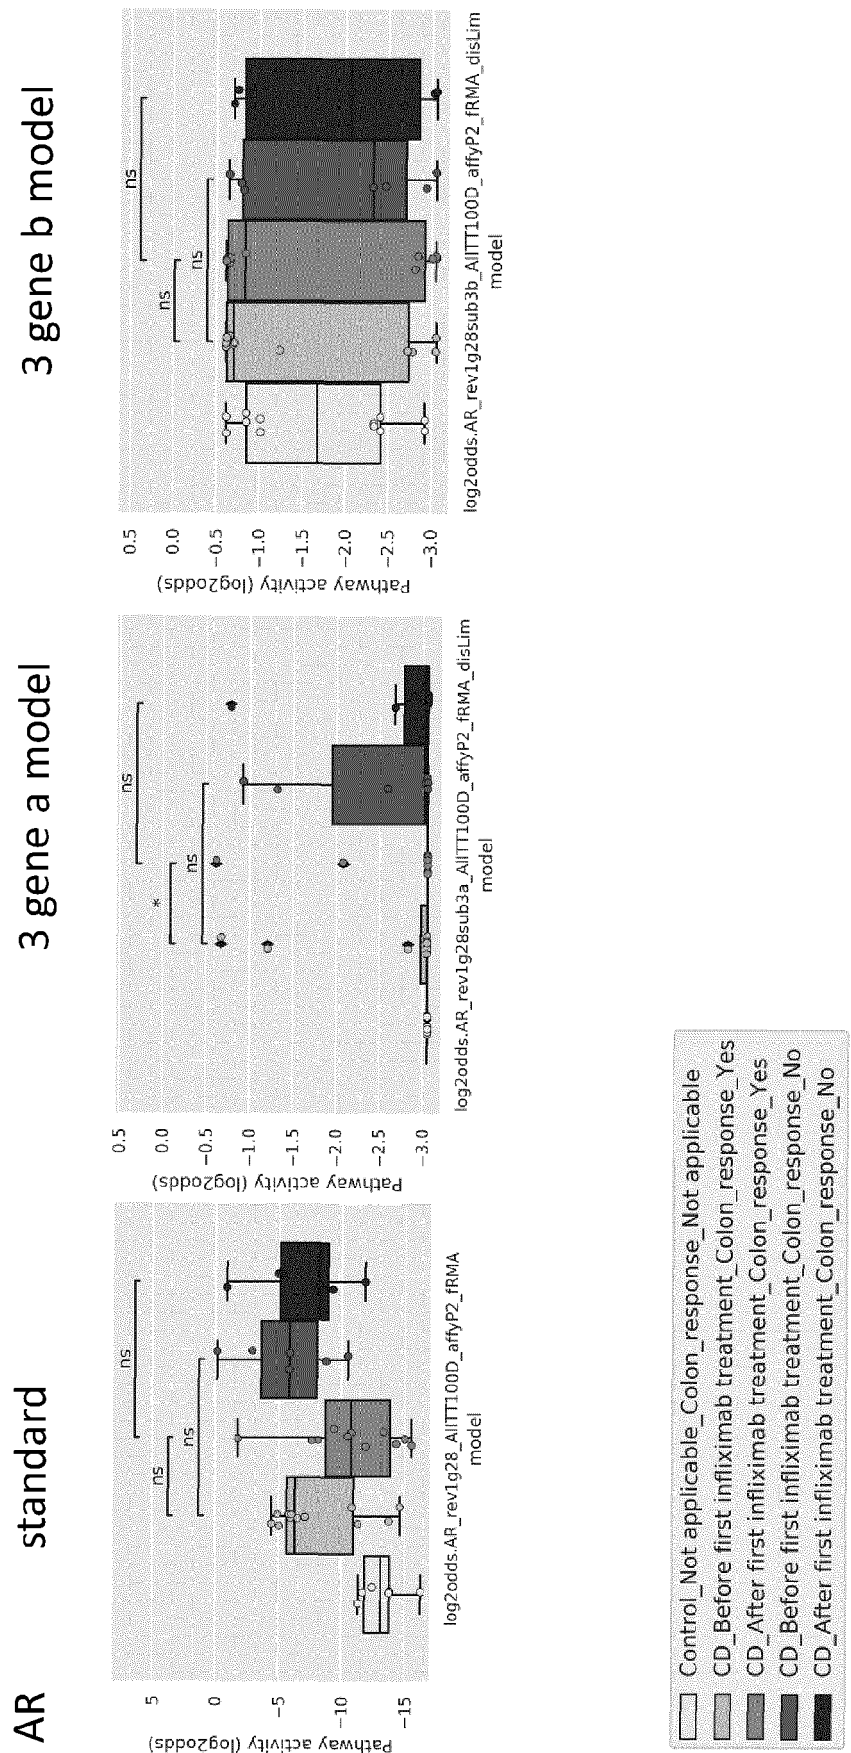 AR
standard
3 gene a model
3 gene b model
Pathway activity (log2odds)
5
0
−5
−10
−15
ns
ns
ns
log2odds.AR_rev1g28_AllTT100D_affyP2_fRMA
model
Pathway activity (log2odds)
0.5
0.0
−0.5
−1.0
−1.5
−2.0
−2.5
−3.0
*
ns
ns
log2odds.AR_rev1g28sub3a_AllTT100D_affyP2_fRMA_disLim
model
Pathway activity (log2odds)
0.5
0.0
−0.5
−1.0
−1.5
−2.0
−2.5
−3.0
ns
ns
ns
log2odds.AR_rev1g28sub3b_AllTT100D_affyP2_fRMA_disLim
model
Control_Not applicable_Colon_response_Not applicable
CD_Before first infliximab treatment_Colon_response_Yes
CD_After first infliximab treatment_Colon_response_Yes
CD_Before first infliximab treatment_Colon_response_No
CD_After first infliximab treatment_Colon_response_No